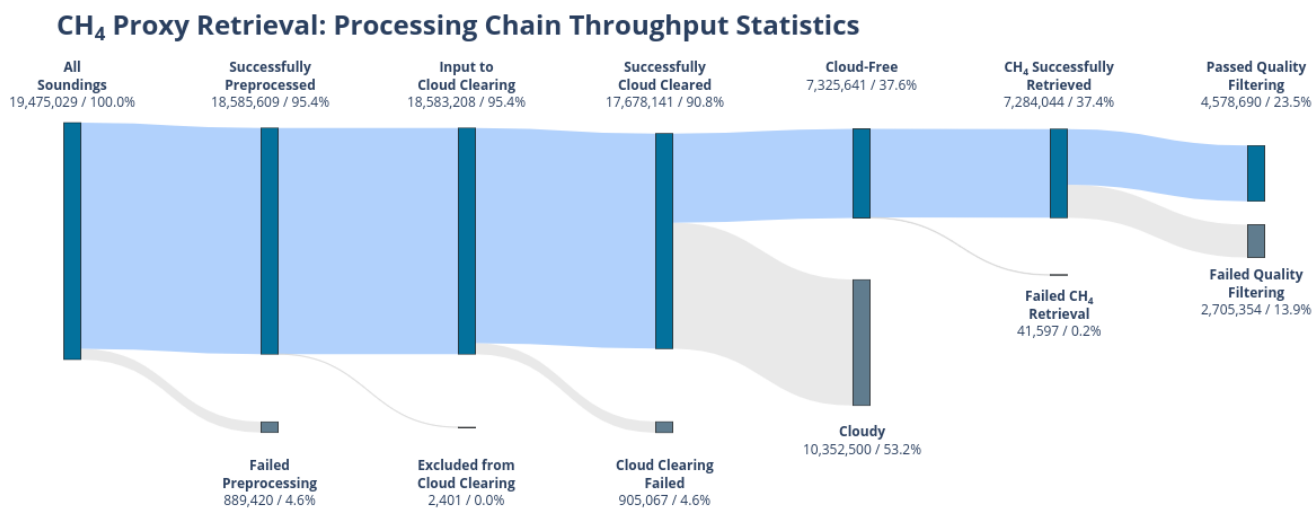 CH₄ Proxy Retrieval: Processing Chain Throughput Statistics
All
Soundings
19,475,029 / 100.0%
Successfully
Preprocessed
18,585,609 / 95.4%
Input to
Cloud Clearing
18,583,208 / 95.4%
Successfully
Cloud Cleared
17,678,141 / 90.8%
Cloud-Free
7,325,641 / 37.6%
CH₄ Successfully
Retrieved
7,284,044 / 37.4%
Passed Quality
Filtering
4,578,690 / 23.5%
Failed Quality
Filtering
2,705,354 / 13.9%
Failed CH₄
Retrieval
41,597 / 0.2%
Cloudy
10,352,500 / 53.2%
Failed
Preprocessing
889,420 / 4.6%
Excluded from
Cloud Clearing
2,401 / 0.0%
Cloud Clearing
Failed
905,067 / 4.6%